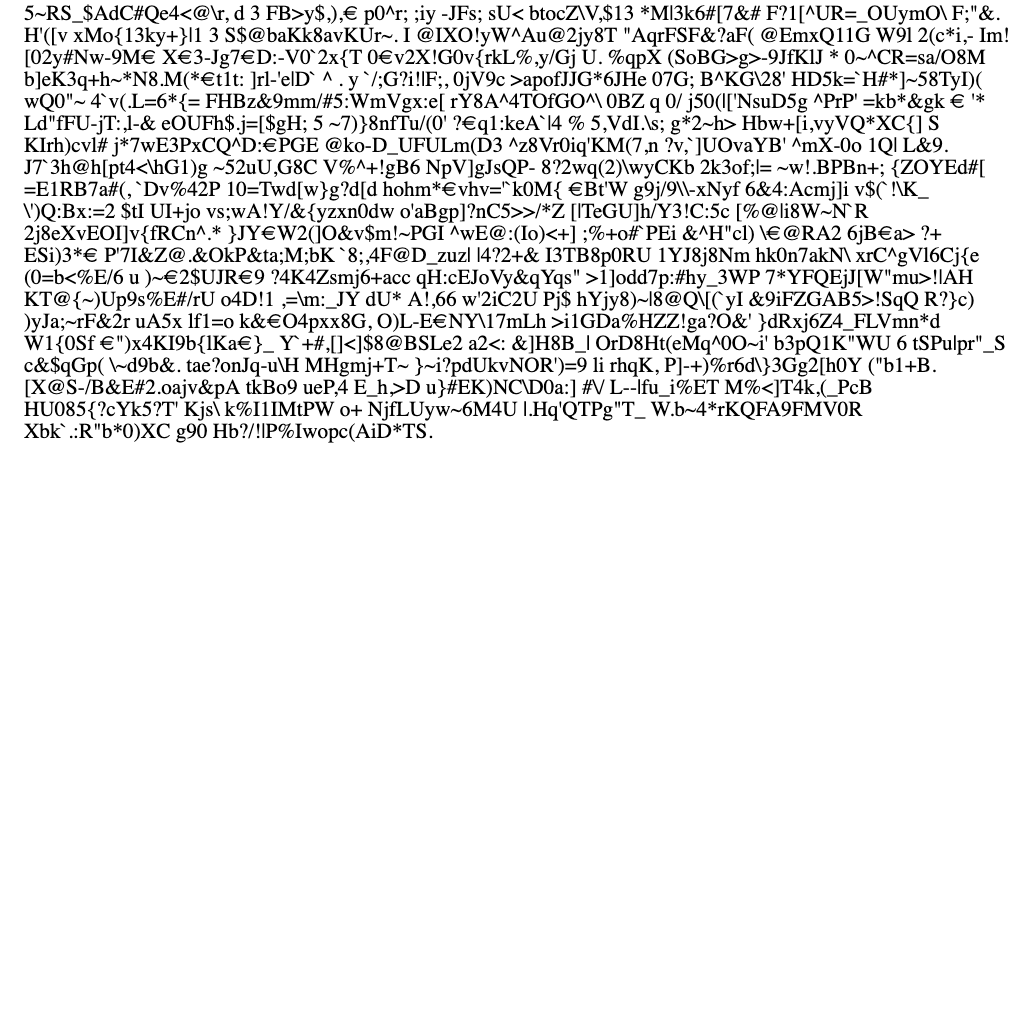 5~RS_$AdC#Qe4<@\r, d 3 FB>y$,),€ p0^r; ;iy -JFs; sU< btocZ\V,$13 *M|3k6#[7&# F?1[^UR=_OUymO\ F;"&.
H'([v xMo{13ky+}|1 3 S$@baKk8avKUr~. I @IXO!yW^Au@2jy8T "AqrFSF&?aF( @EmxQ11G W9l 2(c*i,- Im!
[02y#Nw-9M€ X€3-Jg7€D:-V0`2x{T 0€v2X!G0v{rkL%,y/Gj U. %qpX (SoBG>g>-9JfKlJ * 0~^CR=sa/O8M
b]eK3q+h~*N8.M(*€t1t: ]rl-'e|D` ^ . y `/;G?i!|F;, 0jV9c >apofJJG*6JHe 07G; B^KG\28' HD5k=`H#*]~58TyI)(
wQ0"~ 4`v(.L=6*{= FHBz&9mm/#5:WmVgx:e[ rY8A^4TOfGO^\ 0BZ q 0/ j50(|['NsuD5g ^PrP' =kb*&gk € '*
Ld"fFU-jT:,l-& eOUFh$.j=[$gH; 5 ~7)}8nfTu/(0' ?€q1:keA`|4 % 5,VdI.\s; g*2~h> Hbw+[i,vyVQ*XC{] S
KIrh)cvl# j*7wE3PxCQ^D:€PGE @ko-D_UFULm(D3 ^z8Vr0iq'KM(7,n ?v,`]UOvaYB' ^mX-0o 1Q| L&9.
J7`3h@h[pt4<\hG1)g ~52uU,G8C V%^+!gB6 NpV]gJsQP- 8?2wq(2)\wyCKb 2k3of;|= ~w!.BPBn+; {ZOYEd#[
=E1RB7a#(,`Dv%42P 10=Twd[w}g?d[d hohm*€vhv='`k0M{ €Bt'W g9j/9\\-xNyf 6&4:Acmj]i v$(` !\K_
\')Q:Bx:=2 $tI UI+jo vs;wA!Y/&{yzxn0dw o'aBgp]?nC5>>/*Z [|TeGU]h/Y3!C:5c [%@|i8W~N`R
2j8eXvEOI]v{fRCn^.* }JY€W2(]O&v$m!~PGI ^wE@:(Io)<+] ;%+o#`PEi &^H"cl) \€@RA2 6jB€a> ?+
ESi)3*€ P'7I&Z@.&OkP&ta;M;bK `8;,4F@D_zuz| |4?2+& I3TB8p0RU 1YJ8j8Nm hk0n7akN\ xrC^gVl6Cj{e
(0=b<%E/6 u )~€2$UJR€9 ?4K4Zsmj6+acc qH:cEJoVy&qYqs" >1]odd7p:#hy_3WP 7*YFQEjJ[W"mu>!|AH
KT@{~)Up9s%E#/rU o4D!1 ,=\m:_JY dU* A!,66 w'2iC2U Pj$ hYjy8)~|8@Q\[(`yI &9iFZGAB5>!SqQ R?}c)
)yJa;~rF&2r uA5x lf1=o k&€O4pxx8G, O)L-E€NY\17mLh >i1GDa%HZZ!ga?O&' }dRxj6Z4_FLVmn*d
W1{0Sf €")x4KI9b{lKa€}_ Y`+#,[]<]$8@BSLe2 a2<: &]H8B_| OrD8Ht(eMq^0O~i' b3pQ1K"WU 6 tSPu|pr"_S
c&$qGp( \~d9b&. tae?onJq-u\H MHgmj+T~ }~i?pdUkvNOR')=9 li rhqK, P]-+)%r6d\}3Gg2[h0Y ("b1+B.
[X@S-/B&E#2.oajv&pA tkBo9 ueP,4 E_h,>D u}#EK)NC\D0a:] #\/ L--|fu_i%ET M%<]T4k,(_PcB
HU085{?cYk5?T' Kjs\ k%I1IMtPW o+ NjfLUyw~6M4U |.Hq'QTPg"T_ W.b~4*rKQFA9FMV0R
Xbk`.:R"b*0)XC g90 Hb?/!|P%Iwopc(AiD*TS.